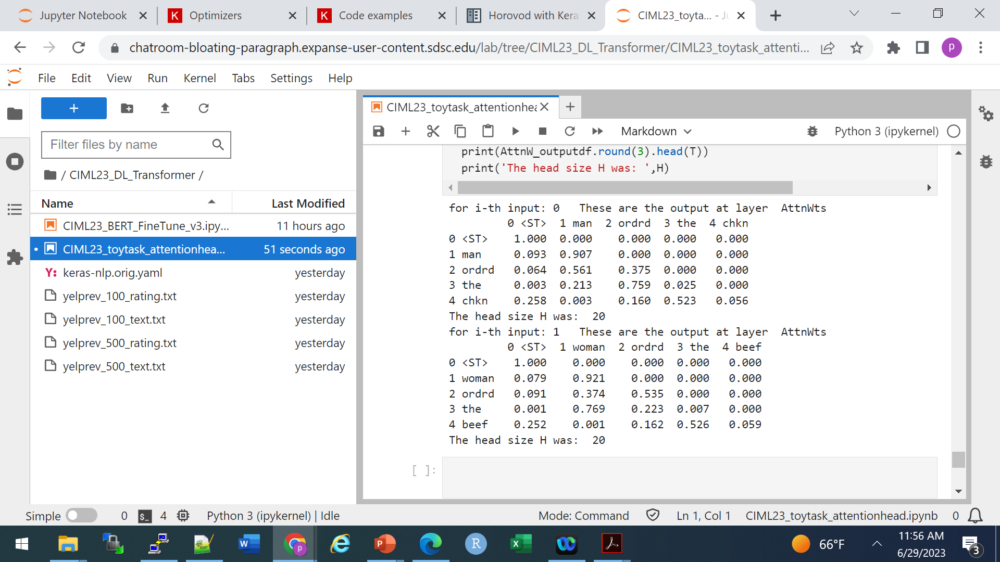 Jupyter Notebook
Optimizers
Code examples
Horovod with Kera
CIML23_toyta... - Ju
chatroom-bloating-paragraph.expanse-user-content.sdsc.edu/lab/tree/CIML23_DL_Transformer/CIML23_toytask_attenti...
p
File Edit View Run Kernel Tabs Settings Help
Filter files by name
/ CIML23_DL_Transformer /
Name Last Modified
CIML23_BERT_FineTune_v3.ipy... 11 hours ago
• CIML23_toytask_attentionhea... 51 seconds ago
Y: keras-nlp.orig.yaml yesterday
yelprev_100_rating.txt yesterday
yelprev_100_text.txt yesterday
yelprev_500_rating.txt yesterday
yelprev_500_text.txt yesterday
CIML23_toytask_attentionhea
Markdown
Python 3 (ipykernel)
print(AttnW_outputdf.round(3).head(T))
print('The head size H was: ',H)
for i-th input: 0   These are the output at layer  AttnWts
         0 <ST>  1 man  2 ordrd  3 the  4 chkn
0 <ST>    1.000  0.000    0.000  0.000   0.000
1 man     0.093  0.907    0.000  0.000   0.000
2 ordrd   0.064  0.561    0.375  0.000   0.000
3 the     0.003  0.213    0.759  0.025   0.000
4 chkn    0.258  0.003    0.160  0.523   0.056
The head size H was:  20
for i-th input: 1   These are the output at layer  AttnWts
         0 <ST>  1 woman  2 ordrd  3 the  4 beef
0 <ST>    1.000    0.000    0.000  0.000   0.000
1 woman   0.079    0.921    0.000  0.000   0.000
2 ordrd   0.091    0.374    0.535  0.000   0.000
3 the     0.001    0.769    0.223  0.007   0.000
4 beef    0.252    0.001    0.162  0.526   0.059
The head size H was:  20
[ ]:
Simple 0 $_ 4 Python 3 (ipykernel) | Idle Mode: Command Ln 1, Col 1 CIML23_toytask_attentionhead.ipynb 0
66°F
11:56 AM
6/29/2023
3